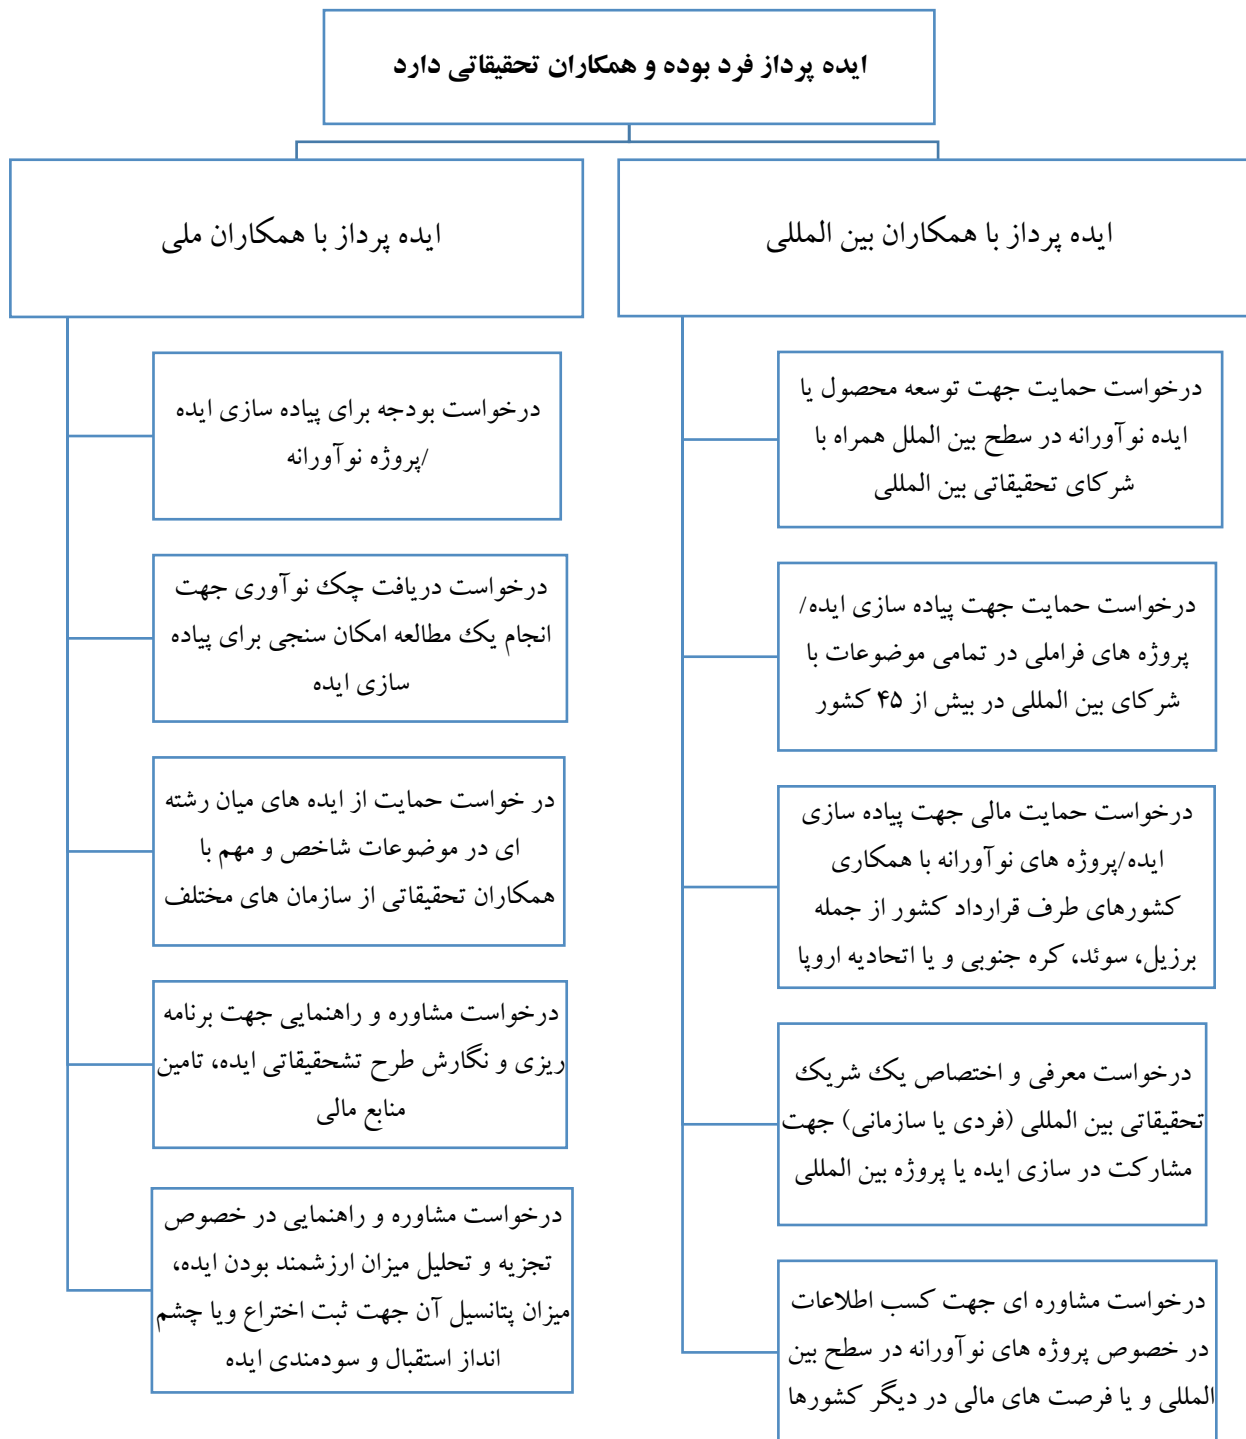 ایده پرداز فرد بوده و همکاران تحقیقاتی دارد
ایده پرداز با همکاران بین المللی
درخواست حمایت جهت توسعه محصول یا
ایده نوآورانه در سطح بین الملل همراه با
شرکای تحقیقاتی بین المللی
درخواست حمایت جهت پیاده سازی ایده/
پروژه های فراملی در تمامی موضوعات با
شرکای بین المللی در بیش از ۴۵ کشور
درخواست حمایت مالی جهت پیاده سازی
ایده/پروژه های نوآورانه با همکاری
کشورهای طرف قرارداد کشور از جمله
برزیل، سوئد، کره جنوبی و یا اتحادیه اروپا
درخواست معرفی و اختصاص یک شریک
تحقیقاتی بین المللی (فردی یا سازمانی) جهت
مشارکت در سازی ایده یا پروژه بین المللی
درخواست مشاوره ای جهت کسب اطلاعات
در خصوص پروژه های نوآورانه در سطح بین
المللی و یا فرصت های مالی در دیگر کشورها
ایده پرداز با همکاران ملی
درخواست بودجه برای پیاده سازی ایده
/پروژه نوآورانه
درخواست دریافت چک نوآوری جهت
انجام یک مطالعه امکان سنجی برای پیاده
سازی ایده
در خواست حمایت از ایده های میان رشته
ای در موضوعات شاخص و مهم با
همکاران تحقیقاتی از سازمان های مختلف
درخواست مشاوره و راهنمایی جهت برنامه
ریزی و نگارش طرح تشحقیقاتی ایده، تامین
منابع مالی
درخواست مشاوره و راهنمایی در خصوص
تجزیه و تحلیل میزان ارزشمند بودن ایده،
میزان پتانسیل آن جهت ثبت اختراع ویا چشم
انداز استقبال و سودمندی ایده